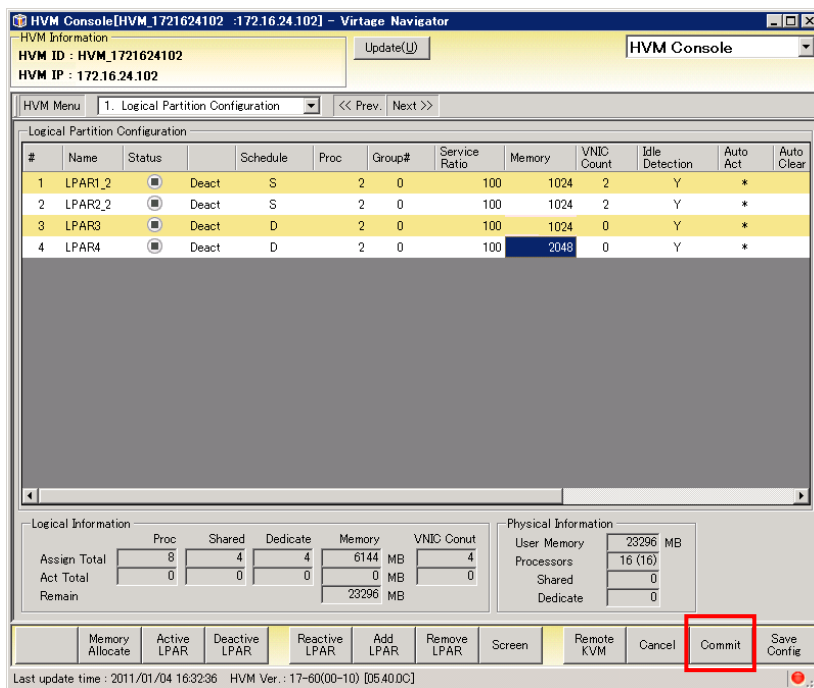 HVM Console[HVM_1721624102 :172.16.24.102] - Virtage Navigator
HVM Information
HVM ID : HVM_1721624102
HVM IP : 172.16.24.102
Update(U)
HVM Console
HVM Menu 1. Logical Partition Configuration << Prev. Next >>
Logical Partition Configuration
# Name Status Schedule Proc Group# Service Ratio Memory VNIC Count Idle Detection Auto Act Auto Clear
1 LPAR1_2 Deact S 2 0 100 1024 2 Y *
2 LPAR2_2 Deact S 2 0 100 1024 2 Y *
3 LPAR3 Deact D 2 0 100 1024 0 Y *
4 LPAR4 Deact D 2 0 100 2048 0 Y *
Logical Information
Proc Shared Dedicate Memory VNIC Conut
Assign Total 8 4 4 6144 MB 4
Act Total 0 0 0 0 MB 0
Remain 23296 MB
Physical Information
User Memory 23296 MB
Processors 16 (16)
Shared 0
Dedicate 0
Memory Allocate Active LPAR Deactive LPAR Reactive LPAR Add LPAR Remove LPAR Screen Remote KVM Cancel Commit Save Config
Last update time : 2011/01/04 16:32:36 HVM Ver. : 17-60(00-10) [05.40.0C]